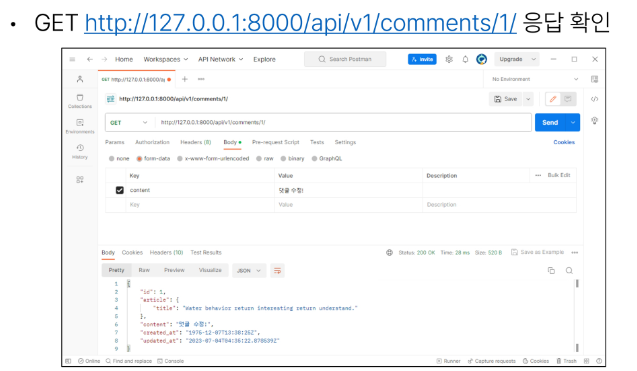 • GET http://127.0.0.1:8000/api/v1/comments/1/ 응답 확인
Home Workspaces API Network Explore Search Postman Invite Upgrade
GET http://127.0.0.1:8000/ap No Environment
http://127.0.0.1:8000/api/v1/comments/1/ Save
Collections
GET http://127.0.0.1:8000/api/v1/comments/1/ Send
Environments
Params Authorization Headers (8) Body Pre-request Script Tests Settings Cookies
History
none form-data x-www-form-urlencoded raw binary GraphQL
Key Value Description Bulk Edit
content 댓글 수정!
Key Value Description
Body Cookies Headers (10) Test Results Status: 200 OK Time: 28 ms Size: 520 B Save as Example
Pretty Raw Preview Visualize JSON
1 {
2 "id": 1,
3 "article": {
4 "title": "Water behavior return interesting return understand."
5 },
6 "content": "댓글 수정!",
7 "created_at": "1975-12-07T13:38:26Z",
8 "updated_at": "2023-07-04T04:35:22.078539Z"
9 }
Online Find and replace Console Runner Capture requests Cookies Trash